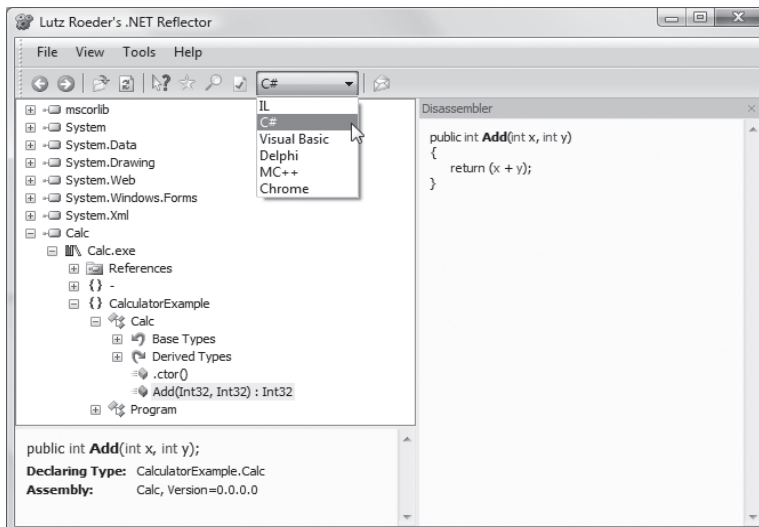 Lutz Roeder's .NET Reflector
File View Tools Help
C#
IL
C#
Visual Basic
Delphi
MC++
Chrome
mscorlib
System
System.Data
System.Drawing
System.Web
System.Windows.Forms
System.Xml
Calc
Calc.exe
References
{} -
{} CalculatorExample
Calc
Base Types
Derived Types
.ctor()
Add(Int32, Int32) : Int32
Program
Disassembler
public int Add(int x, int y)
{
return (x + y);
}
public int Add(int x, int y);
Declaring Type: CalculatorExample.Calc
Assembly: Calc, Version=0.0.0.0